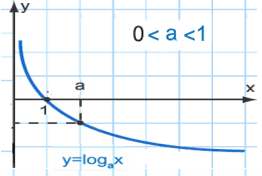 y
0 < a < 1
a
x
1
y=logₐx